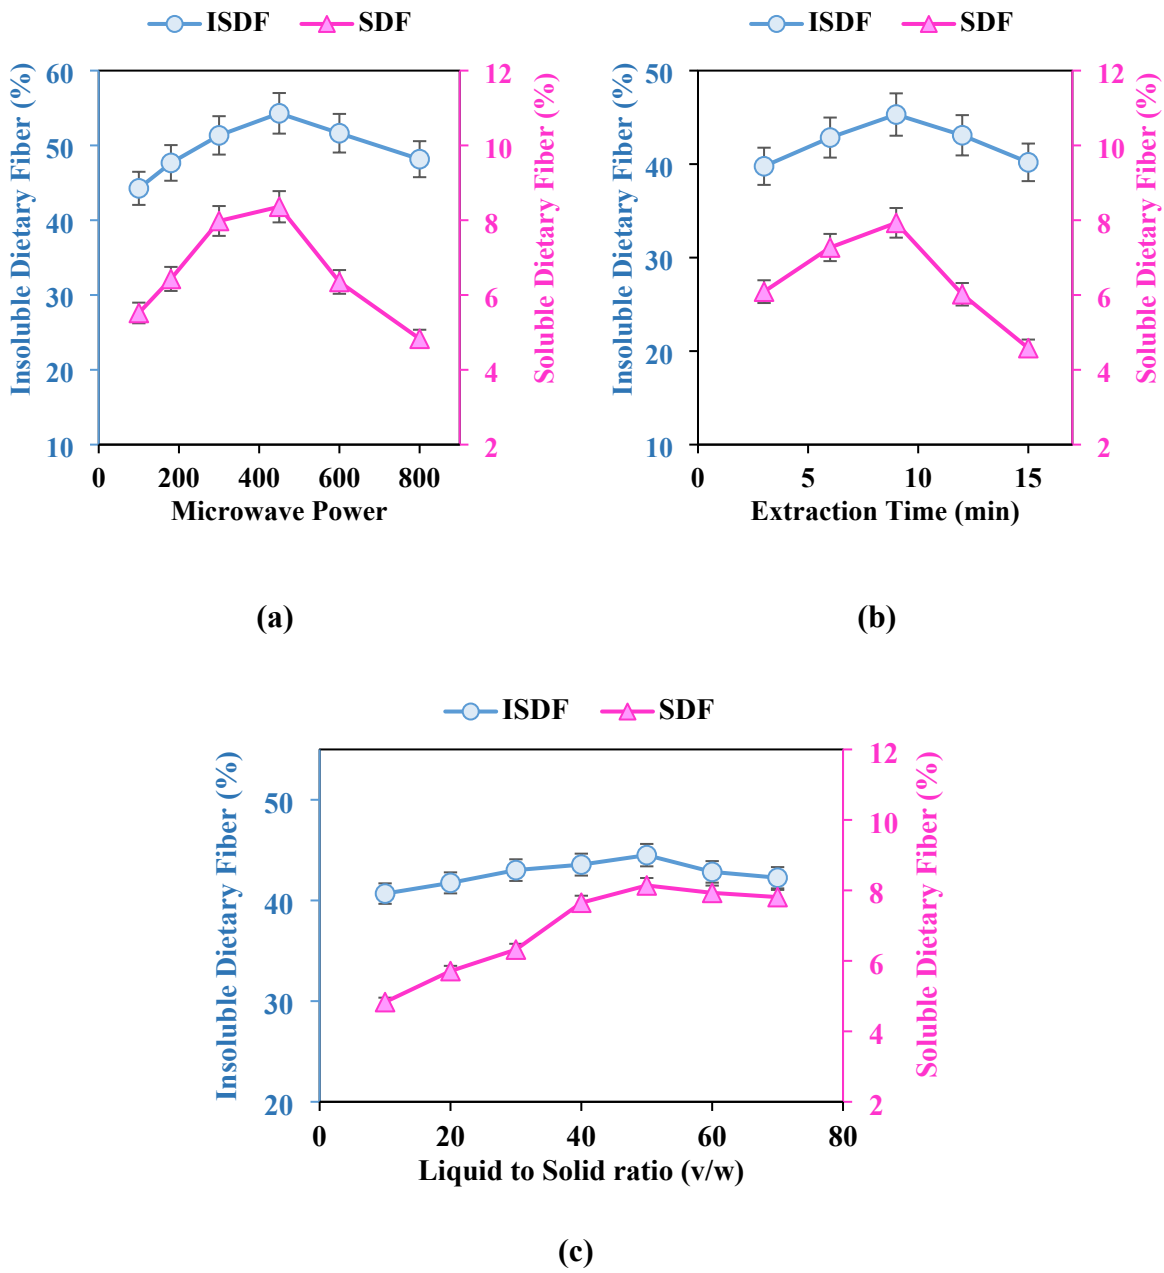 ISDF SDF
Insoluble Dietary Fiber (%)
60
50
40
30
20
10
12
10
8
6
4
2
Soluble Dietary Fiber (%)
0 200 400 600 800
Microwave Power
(a)
ISDF SDF
Insoluble Dietary Fiber (%)
50
40
30
20
10
12
10
8
6
4
2
Soluble Dietary Fiber (%)
0 5 10 15
Extraction Time (min)
(b)
ISDF SDF
Insoluble Dietary Fiber (%)
50
40
30
20
12
10
8
6
4
2
Soluble Dietary Fiber (%)
0 20 40 60 80
Liquid to Solid ratio (v/w)
(c)